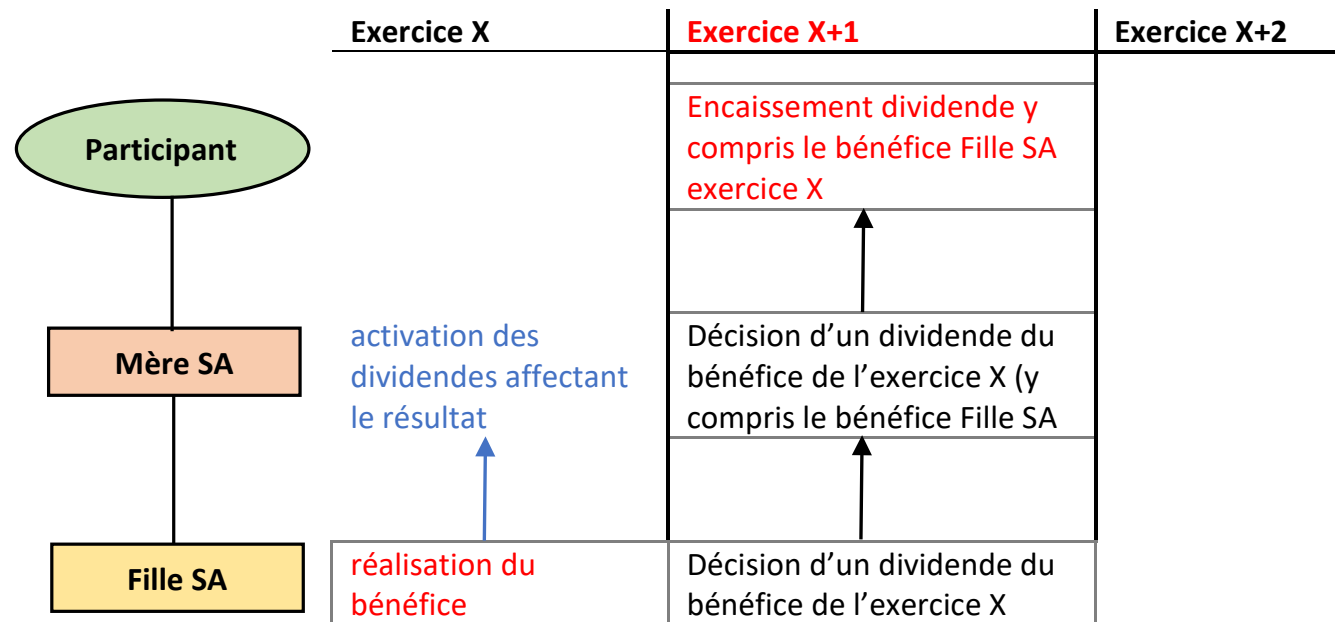 Exercice X
Exercice X+1
Exercice X+2
Participant
Encaissement dividende y
compris le bénéfice Fille SA
exercice X
Mère SA
activation des
dividendes affectant
le résultat
Décision d’un dividende du
bénéfice de l’exercice X (y
compris le bénéfice Fille SA
Fille SA
réalisation du
bénéfice
Décision d’un dividende du
bénéfice de l’exercice X